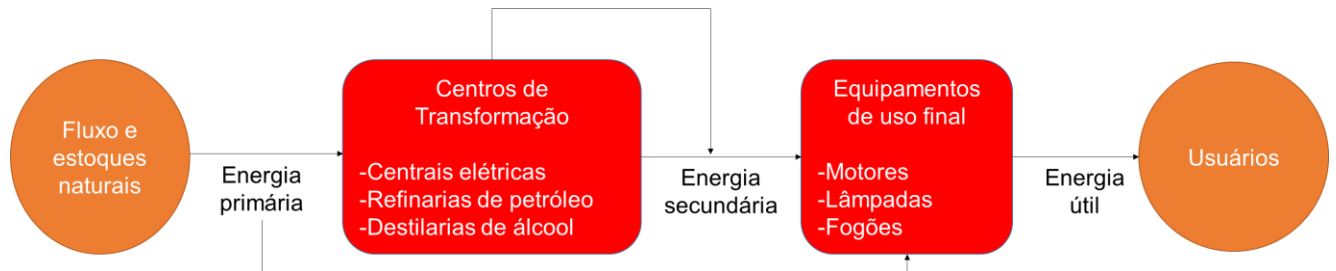 Fluxo e
estoques
naturais
Energia
primária
Centros de
Transformação
-Centrais elétricas
-Refinarias de petróleo
-Destilarias de álcool
Energia
secundária
Equipamentos
de uso final
-Motores
-Lâmpadas
-Fogões
Energia
útil
Usuários